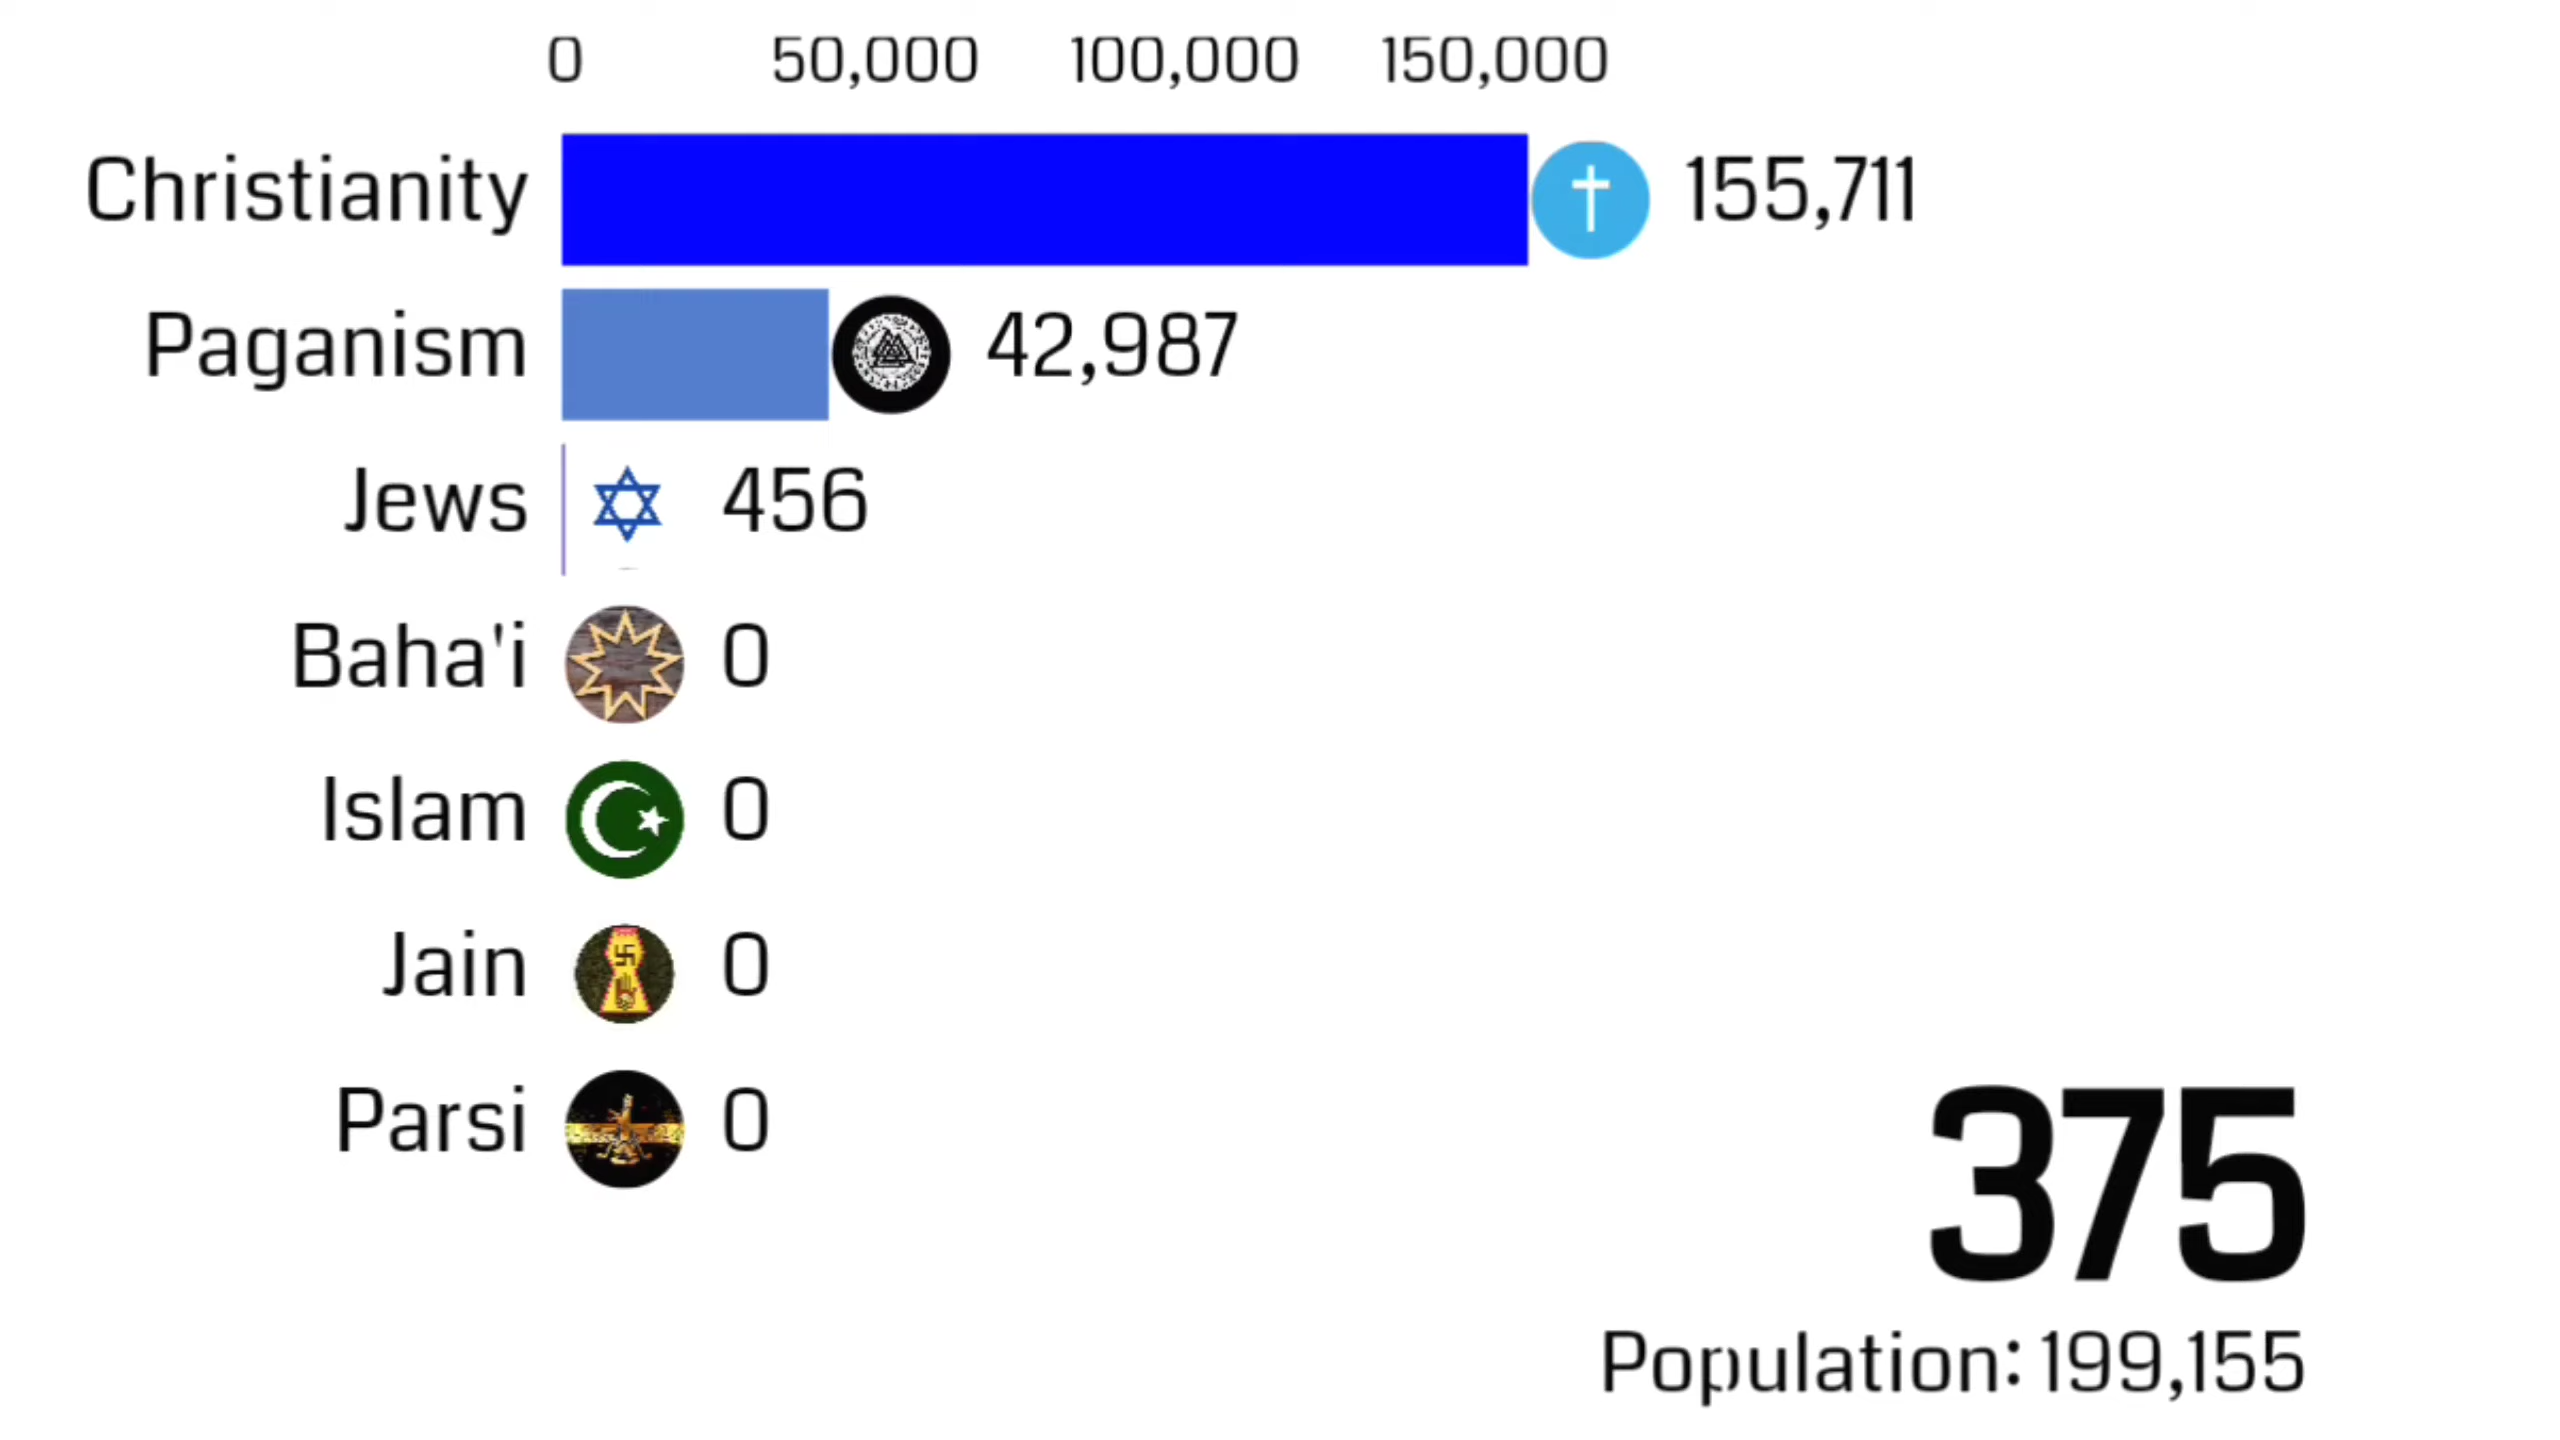 0 50,000 100,000 150,000
Christianity 155,711
Paganism 42,987
Jews 456
Baha'i 0
Islam 0
Jain 0
Parsi 0
375
Population: 199,155